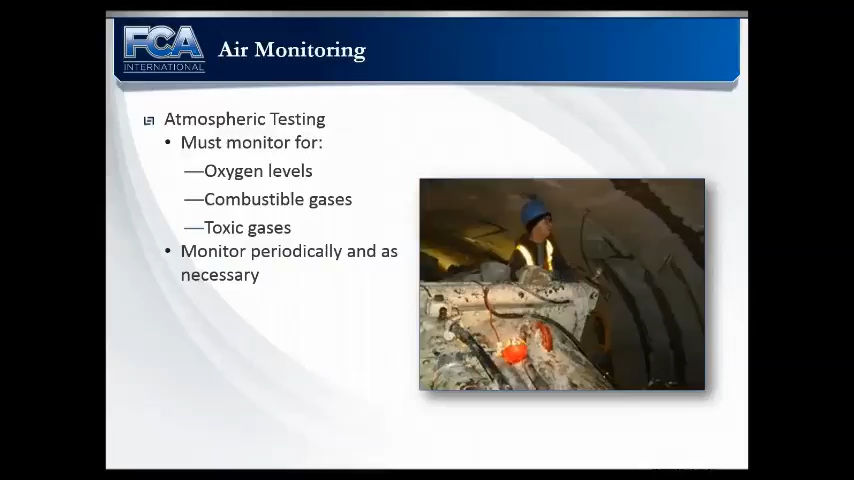 FCA
INTERNATIONAL
Air Monitoring
Atmospheric Testing
• Must monitor for:
—Oxygen levels
—Combustible gases
—Toxic gases
• Monitor periodically and as
necessary